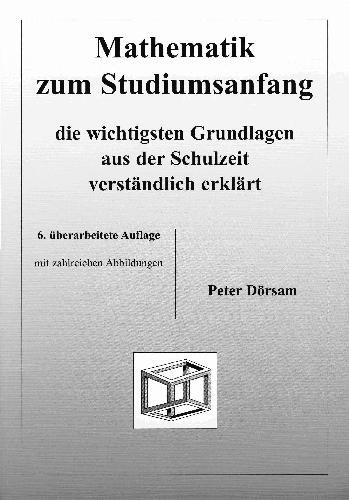 Mathematik
zum Studiumsanfang
die wichtigsten Grundlagen
aus der Schulzeit
verständlich erklärt
6. überarbeitete Auflage
mit zahlreichen Abbildungen
Peter Dörsam